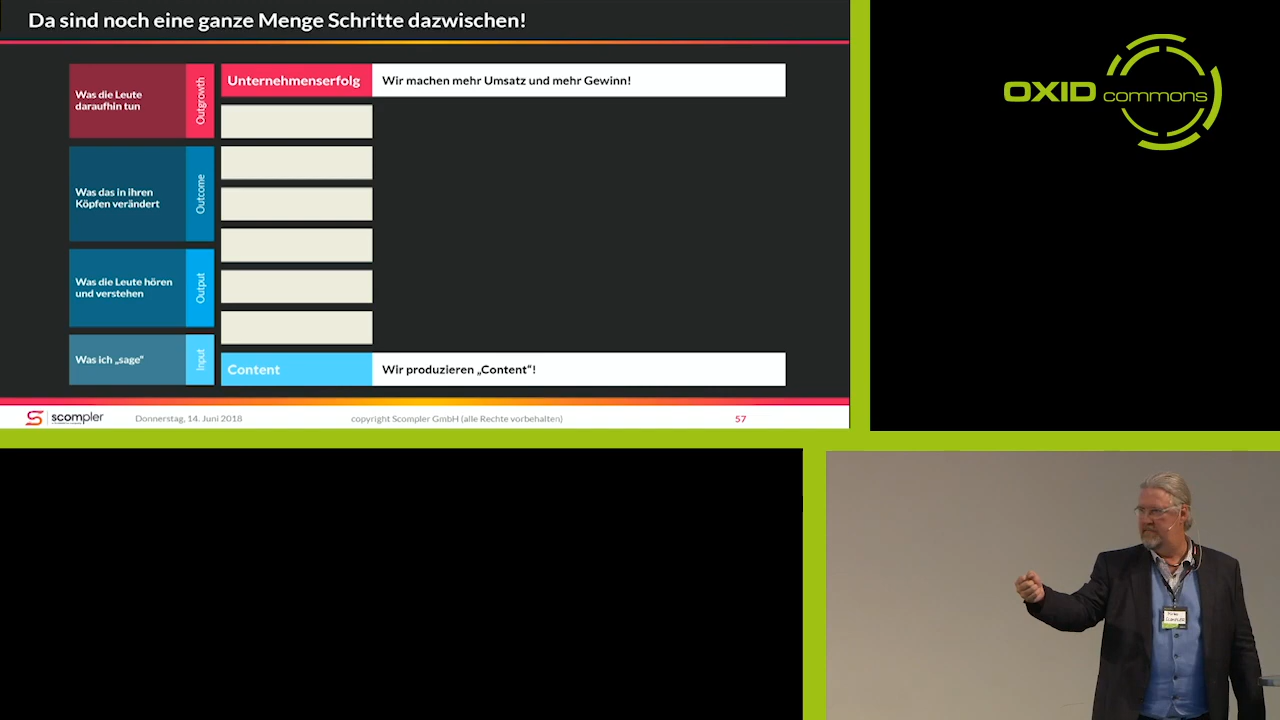 Da sind noch eine ganze Menge Schritte dazwischen!
Was die Leute
daraufhin tun
Outgrowth
Unternehmenserfolg
Wir machen mehr Umsatz und mehr Gewinn!
Was das in ihren
Köpfen verändert
Outcome
Was die Leute hören
und verstehen
Output
Was ich „sage“
Input
Content
Wir produzieren „Content“!
scompler
Donnerstag, 14. Juni 2018
copyright Scompler GmbH (alle Rechte vorbehalten)
57
OXID commons